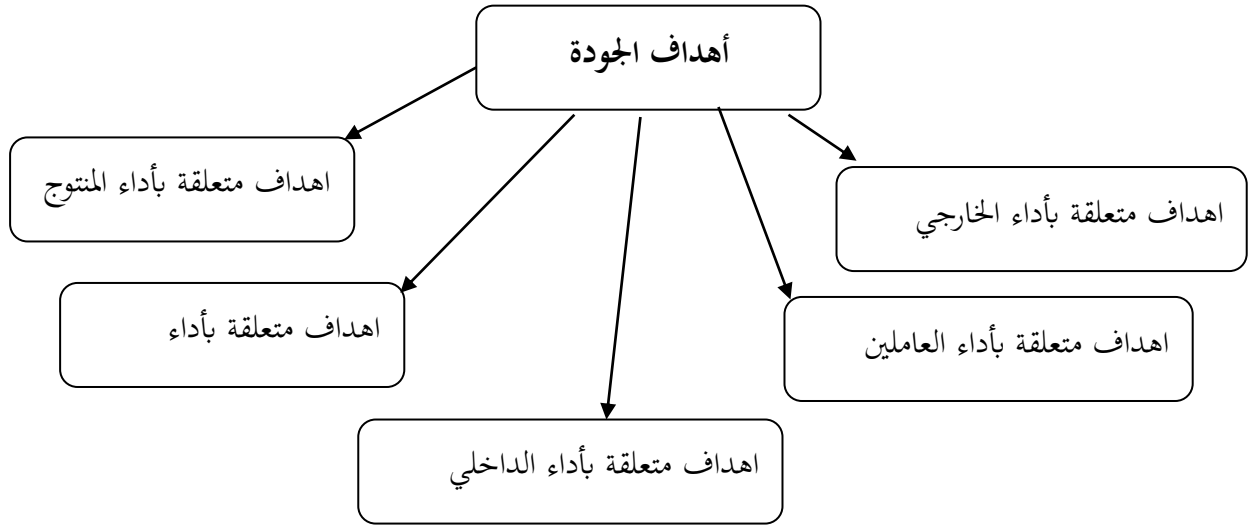 أهداف الجودة
اهداف متعلقة بأداء المنتوج
اهداف متعلقة بأداء الخارجي
اهداف متعلقة بأداء
اهداف متعلقة بأداء العاملين
اهداف متعلقة بأداء الداخلي